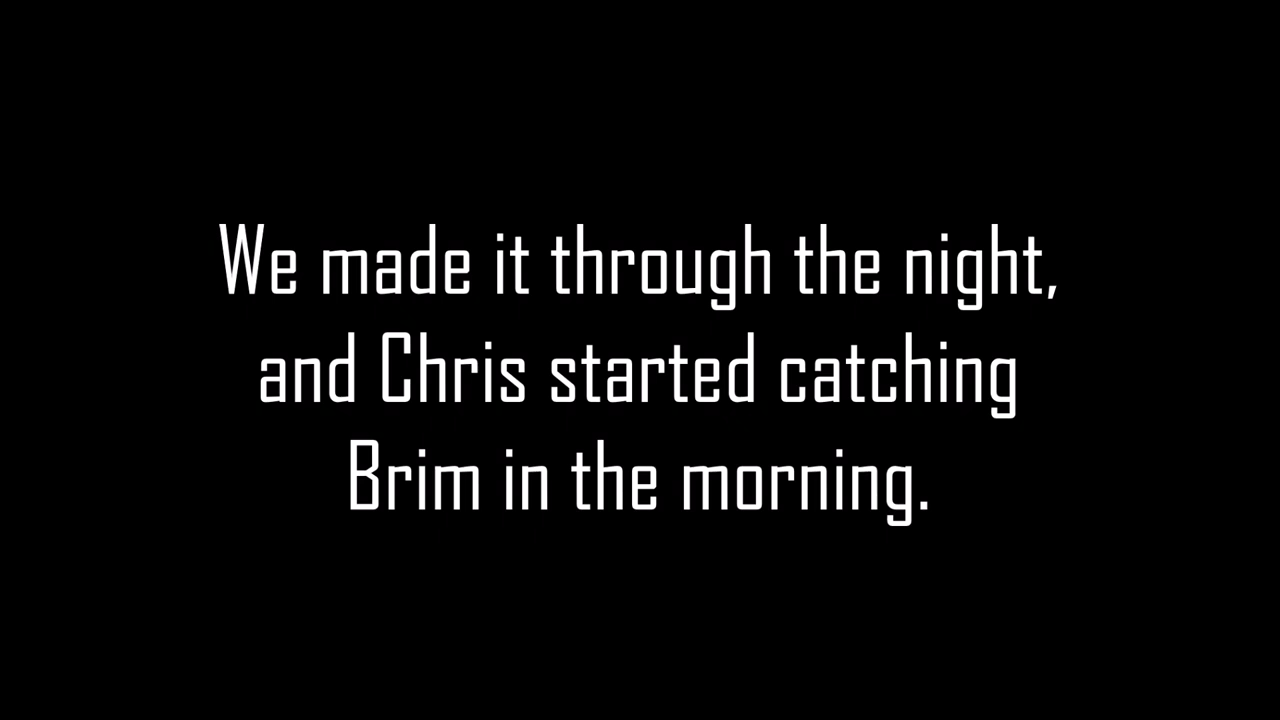 We made it through the night,
and Chris started catching
Brim in the morning.